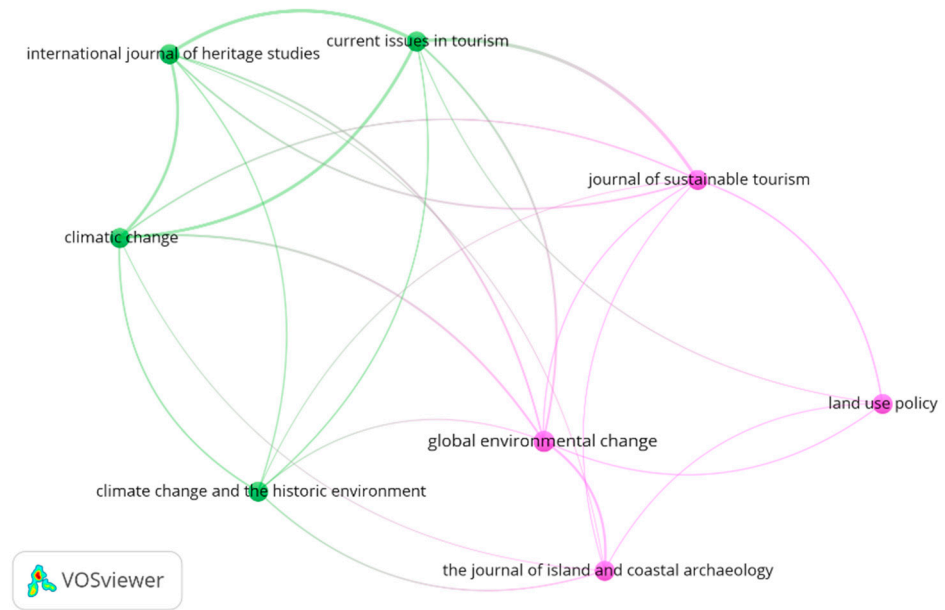 current issues in tourism
international journal of heritage studies
journal of sustainable tourism
climatic change
land use policy
global environmental change
climate change and the historic environment
the journal of island and coastal archaeology
VOSviewer